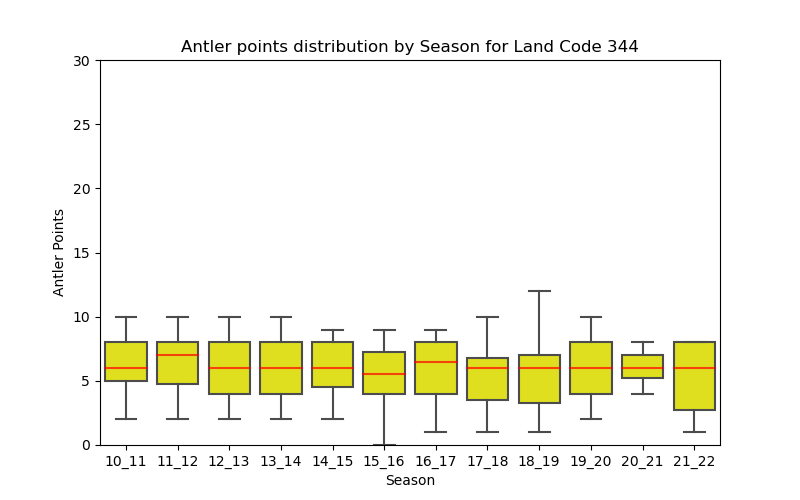 Antler points distribution by Season for Land Code 344
Antler Points
30
25
20
15
10
5
0
10_11 11_12 12_13 13_14 14_15 15_16 16_17 17_18 18_19 19_20 20_21 21_22
Season